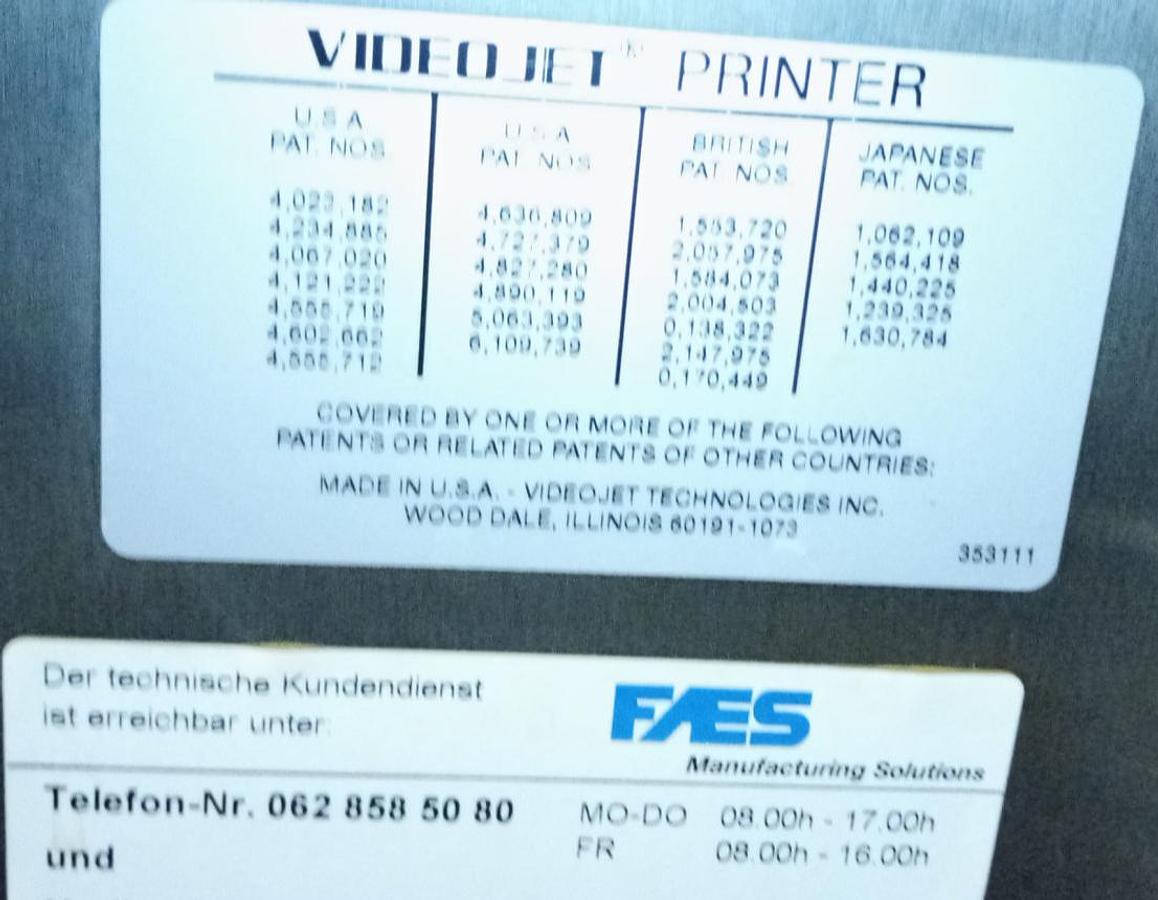 VIDEOJET® PRINTER
U.S.A. PAT. NOS.
4,023,182
4,234,885
4,067,020
4,121,222
4,555,719
4,602,662
4,555,712
U.S.A. PAT. NOS.
4,636,809
4,727,379
4,827,280
4,890,119
5,063,393
6,109,739
BRITISH PAT. NOS.
1,553,720
2,057,975
1,584,073
2,004,503
0,138,322
2,147,975
0,170,449
JAPANESE PAT. NOS.
1,062,109
1,564,418
1,440,225
1,239,325
1,630,784
COVERED BY ONE OR MORE OF THE FOLLOWING
PATENTS OR RELATED PATENTS OF OTHER COUNTRIES:
MADE IN U.S.A. - VIDEOJET TECHNOLOGIES INC.
WOOD DALE, ILLINOIS 60191-1073
353111
Der technische Kundendienst
ist erreichbar unter:
FAES
Manufacturing Solutions
Telefon-Nr. 062 858 50 80
und
MO-DO 08.00h - 17.00h
FR 08.00h - 16.00h